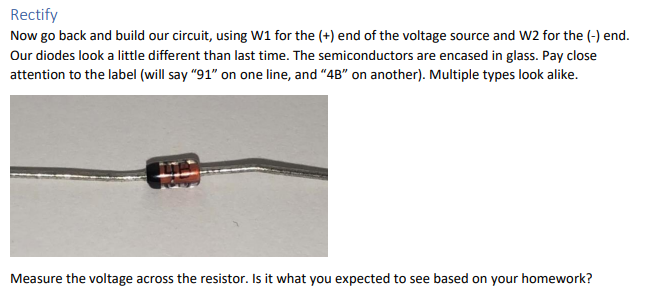 Rectify
Now go back and build our circuit, using W1 for the (+) end of the voltage source and W2 for the (-) end.
Our diodes look a little different than last time. The semiconductors are encased in glass. Pay close
attention to the label (will say “91” on one line, and “4B” on another). Multiple types look alike.
4B
Measure the voltage across the resistor. Is it what you expected to see based on your homework?